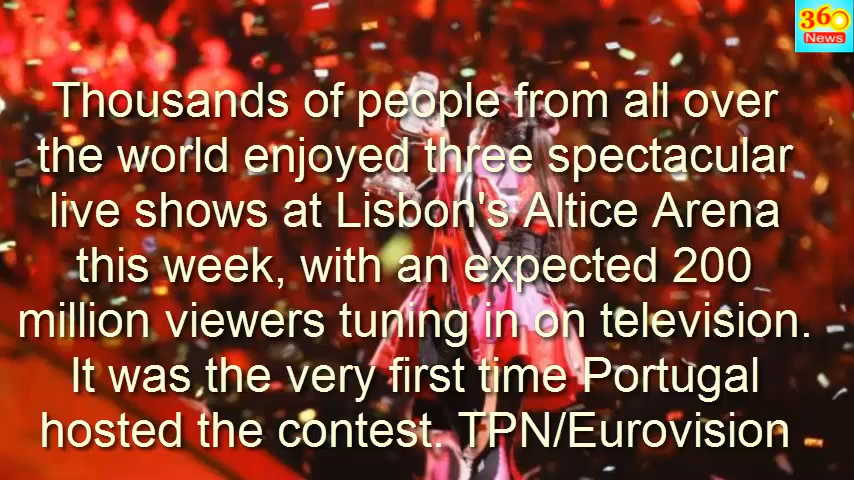 360
News
Thousands of people from all over
the world enjoyed three spectacular
live shows at Lisbon's Altice Arena
this week, with an expected 200
million viewers tuning in on television.
It was the very first time Portugal
hosted the contest. TPN/Eurovision